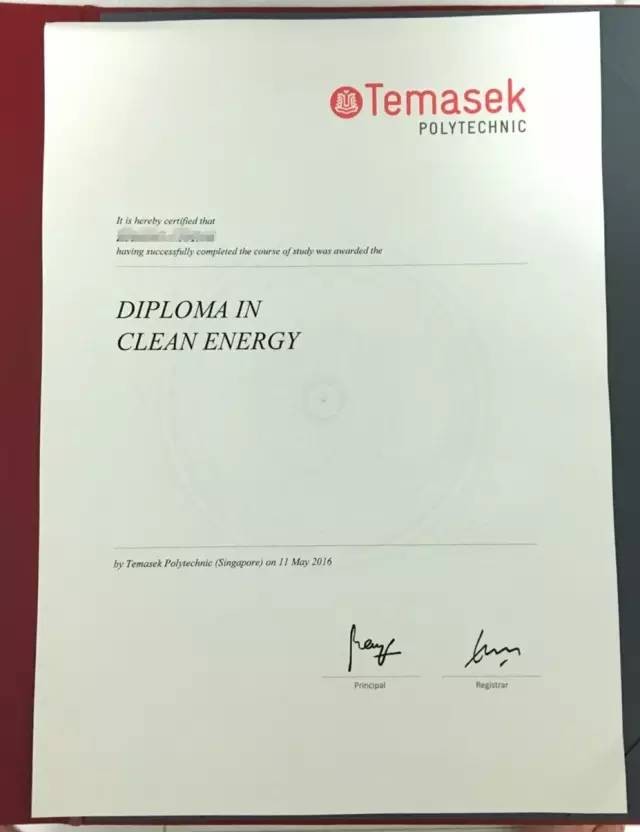 Temasek
POLYTECHNIC
It is hereby certified that
having successfully completed the course of study was awarded the
DIPLOMA IN
CLEAN ENERGY
by Temasek Polytechnic (Singapore) on 11 May 2016
Principal
Registrar